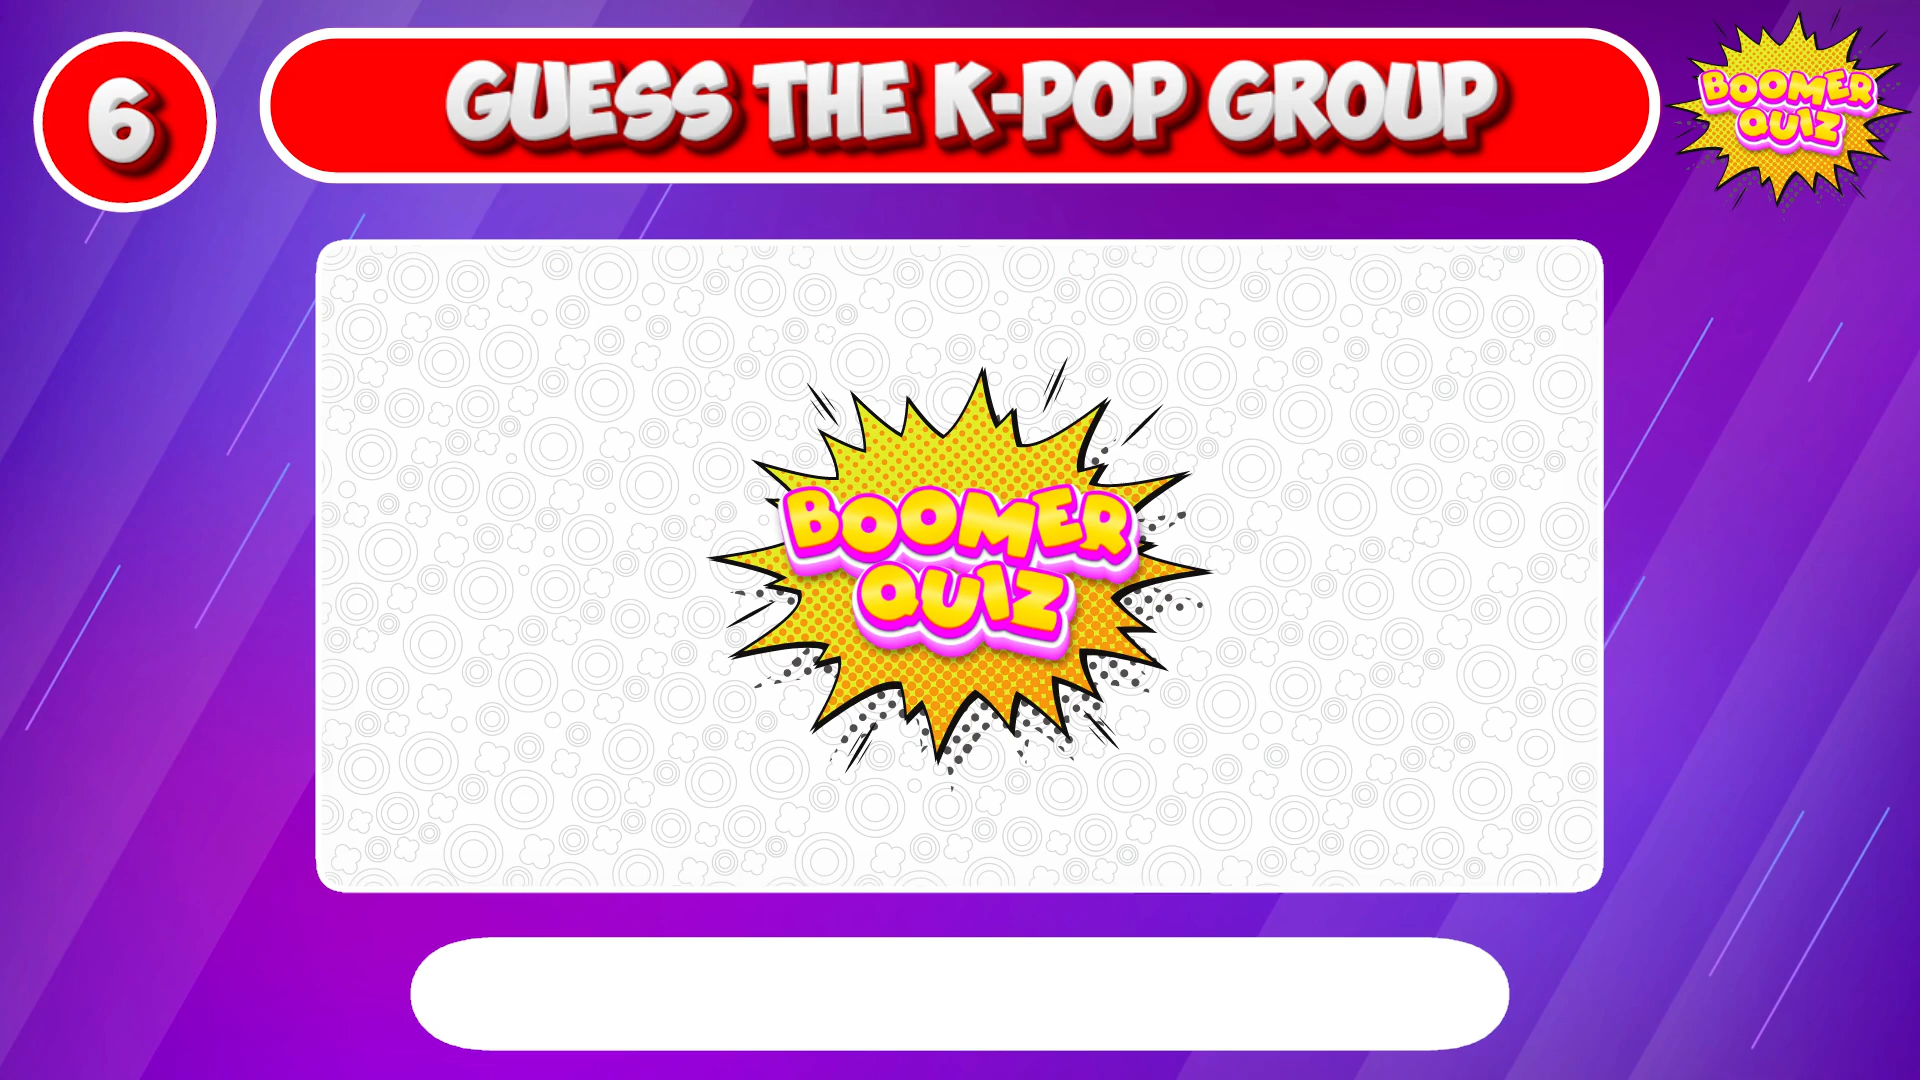 6
GUESS THE K-POP GROUP
BOOMER
QUIZ
BOOMER
QUIZ